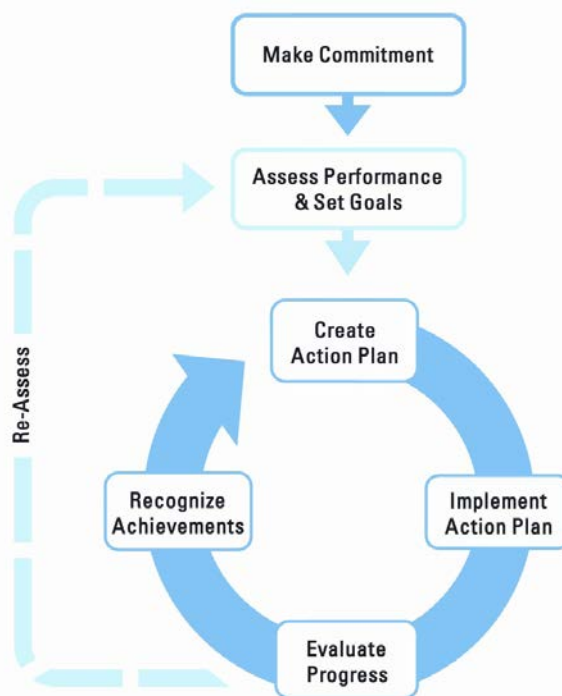 Make Commitment
Assess Performance
& Set Goals
Create
Action Plan
Re-Assess
Recognize
Achievements
Implement
Action Plan
Evaluate
Progress